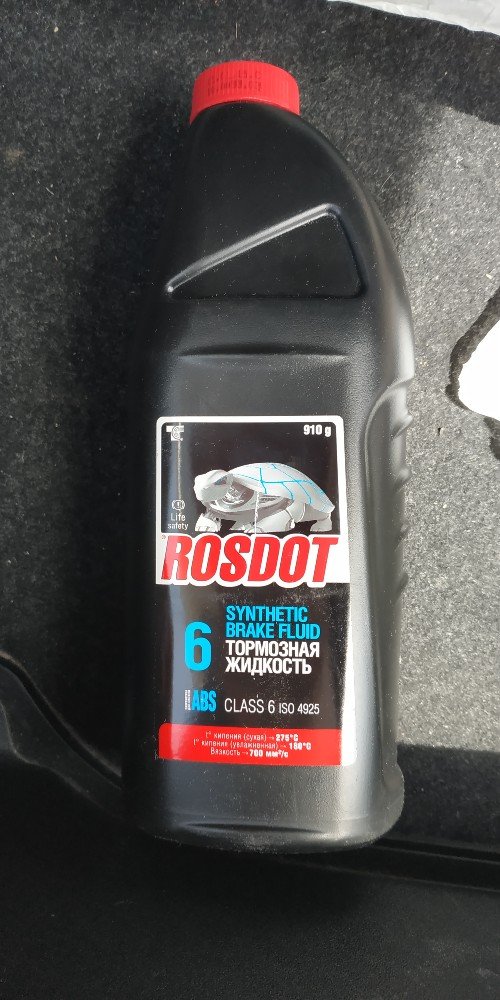 910 g
Life
safety
ROSDOT
6
SYNTHETIC
BRAKE FLUID
ТОРМОЗНАЯ
ЖИДКОСТЬ
ABS
CLASS 6 ISO 4925
t° кипения (сухая) → 275°C
t° кипения (увлажненная) → 180°C
Вязкость → 700 мм²/с